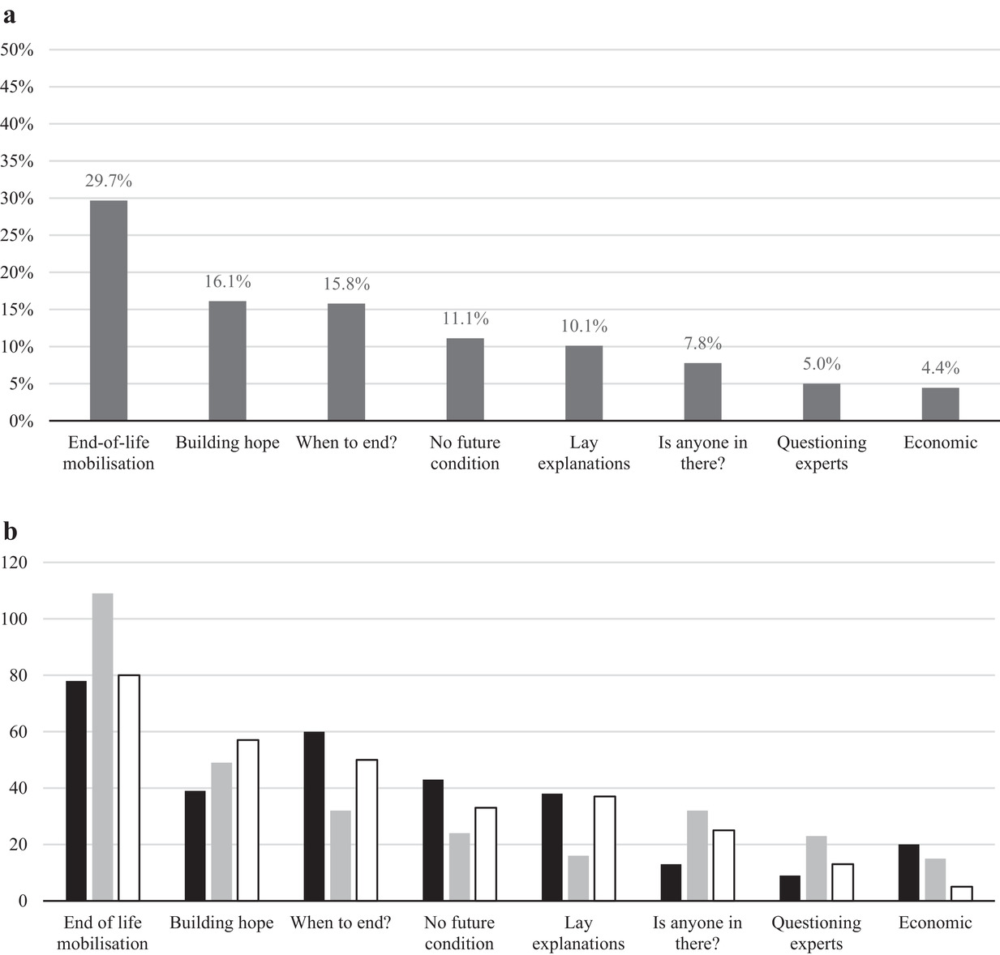 a
50%
45%
40%
35%
30%
25%
20%
15%
10%
5%
0%
29.7%
16.1%
15.8%
11.1%
10.1%
7.8%
5.0%
4.4%
End-of-life
mobilisation
Building hope
When to end?
No future
condition
Lay
explanations
Is anyone in
there?
Questioning
experts
Economic
b
120
100
80
60
40
20
0
End of life
mobilisation
Building hope
When to end?
No future
condition
Lay
explanations
Is anyone in
there?
Questioning
experts
Economic